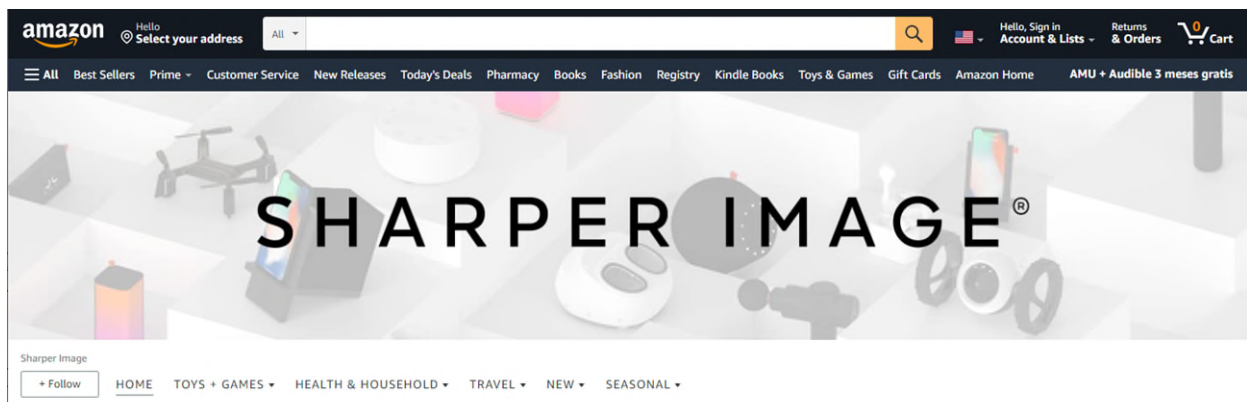 amazon
Hello
Select your address
All
Hello, Sign in
Account & Lists
Returns
& Orders
0
Cart
All Best Sellers Prime Customer Service New Releases Today's Deals Pharmacy Books Fashion Registry Kindle Books Toys & Games Gift Cards Amazon Home AMU + Audible 3 meses gratis
SHARPER IMAGE®
Sharper Image
+ Follow HOME TOYS + GAMES HEALTH & HOUSEHOLD TRAVEL NEW SEASONAL